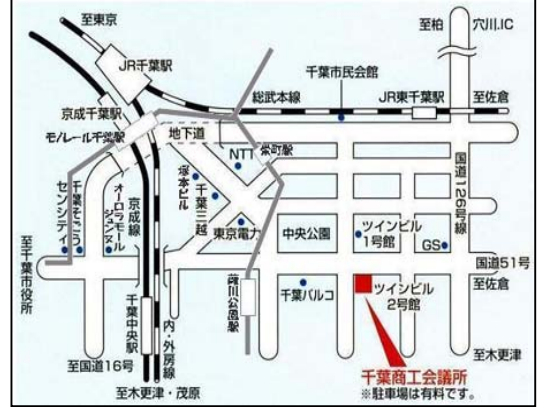 至東京
至柏
穴川.IC
JR千葉駅
千葉市民会館
総武本線
JR東千葉駅
至佐倉
京成千葉駅
モノレール千葉駅
地下道
栄町駅
NTT
国道126号線
塚本ビル
千葉三越
東京電力
中央公園
ツインビル
1号館
GS
センシティ
千葉そごう
オーロラモール
ジュンヌ
京成線
至千葉市役所
国道51号
至佐倉
葭川公園駅
千葉パルコ
ツインビル
2号館
千葉中央駅
内・外房線
至国道16号
至木更津・茂原
至木更津
千葉商工会議所
※駐車場は有料です。